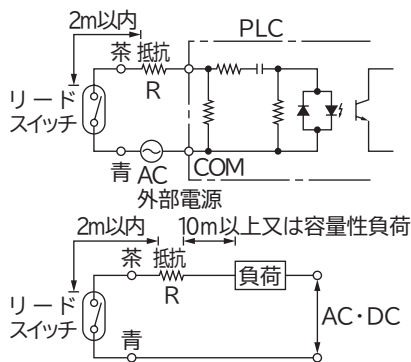 PLC
2m以内
茶 抵抗
R
リード
スイッチ
青 AC COM
外部電源
2m以内 10m以上又は容量性負荷
茶 抵抗
R
負荷
リード
スイッチ
AC・DC
青